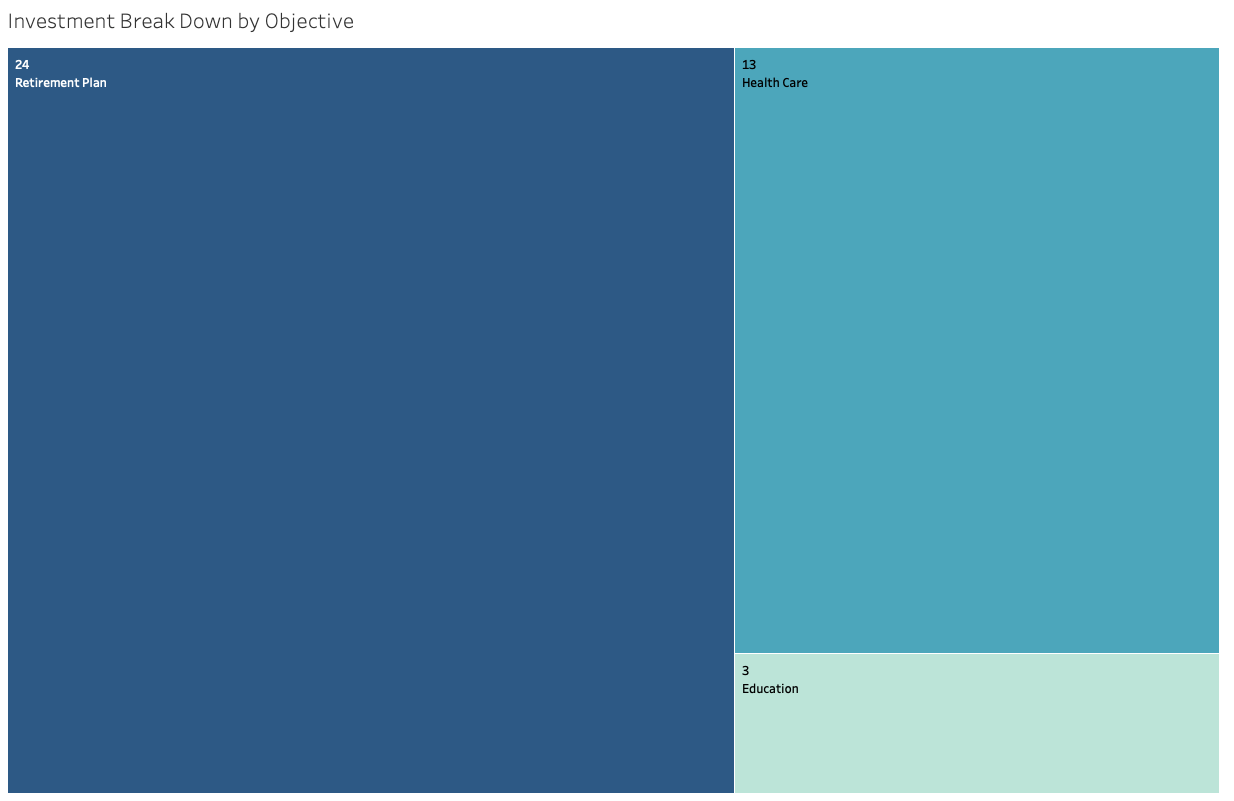 Investment Break Down by Objective
24
Retirement Plan
13
Health Care
3
Education